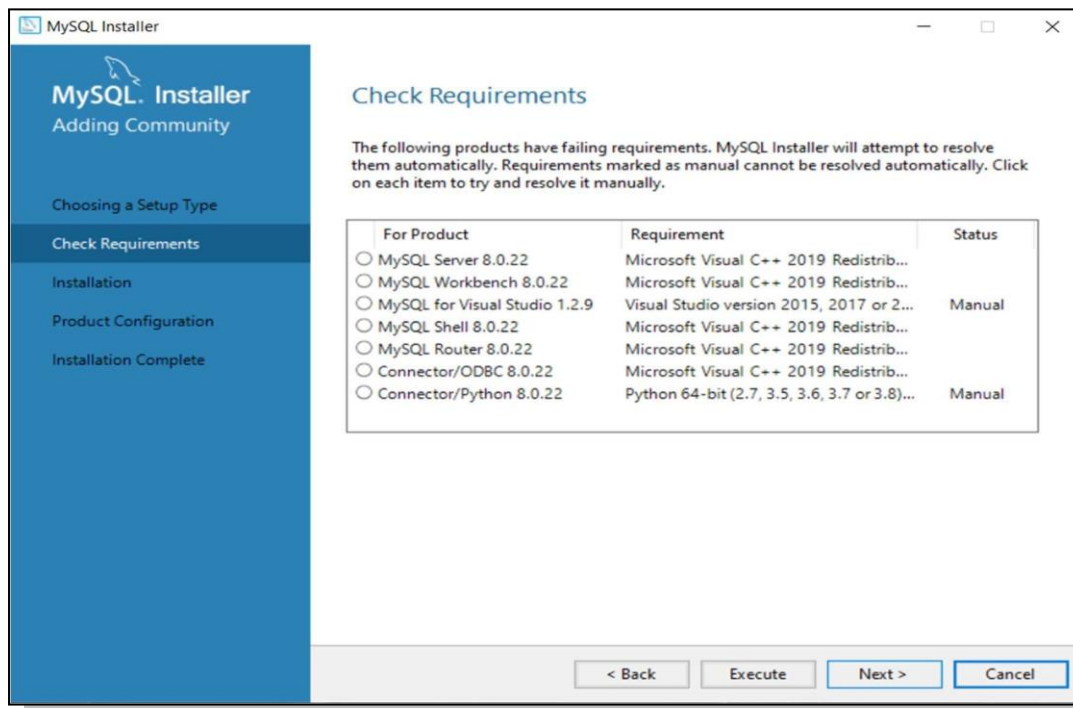 MySQL Installer
MySQL. Installer
Adding Community
Choosing a Setup Type
Check Requirements
Installation
Product Configuration
Installation Complete
Check Requirements
The following products have failing requirements. MySQL Installer will attempt to resolve
them automatically. Requirements marked as manual cannot be resolved automatically. Click
on each item to try and resolve it manually.
For Product Requirement Status
MySQL Server 8.0.22 Microsoft Visual C++ 2019 Redistrib...
MySQL Workbench 8.0.22 Microsoft Visual C++ 2019 Redistrib...
MySQL for Visual Studio 1.2.9 Visual Studio version 2015, 2017 or 2... Manual
MySQL Shell 8.0.22 Microsoft Visual C++ 2019 Redistrib...
MySQL Router 8.0.22 Microsoft Visual C++ 2019 Redistrib...
Connector/ODBC 8.0.22 Microsoft Visual C++ 2019 Redistrib...
Connector/Python 8.0.22 Python 64-bit (2.7, 3.5, 3.6, 3.7 or 3.8)... Manual
< Back Execute Next > Cancel